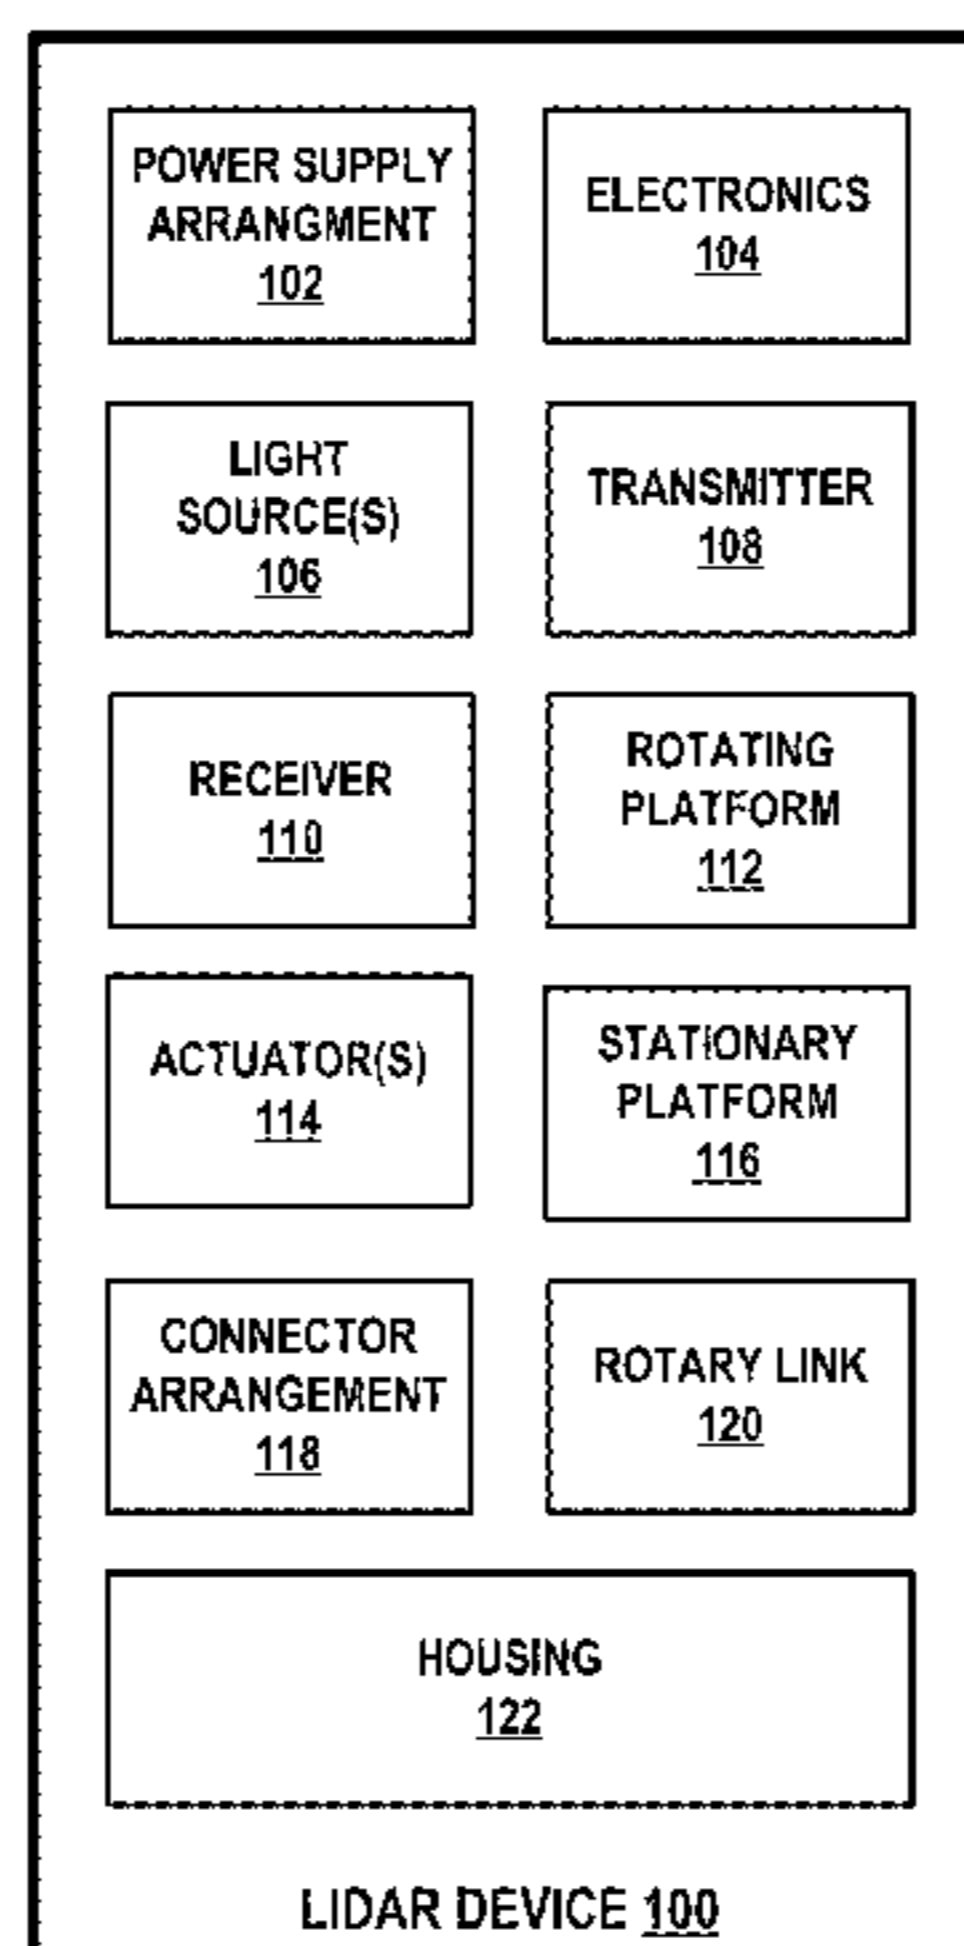 POWER SUPPLY
ARRANGMENT
102
ELECTRONICS
104
LIGHT
SOURCE(S)
106
TRANSMITTER
108
RECEIVER
110
ROTATING
PLATFORM
112
ACTUATOR(S)
114
STATIONARY
PLATFORM
116
CONNECTOR
ARRANGEMENT
118
ROTARY LINK
120
HOUSING
122
LIDAR DEVICE 100